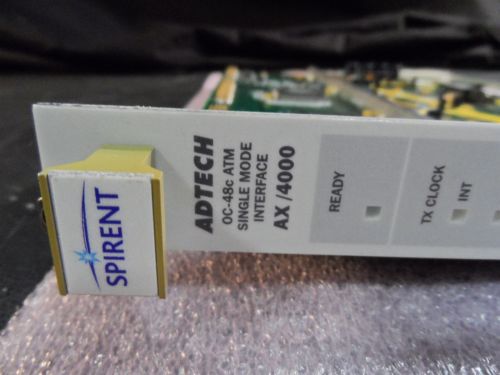 SPIRENT
ADTECH
OC-48c ATM
SINGLE MODE
INTERFACE
AX /4000
READY
TX CLOCK
INT